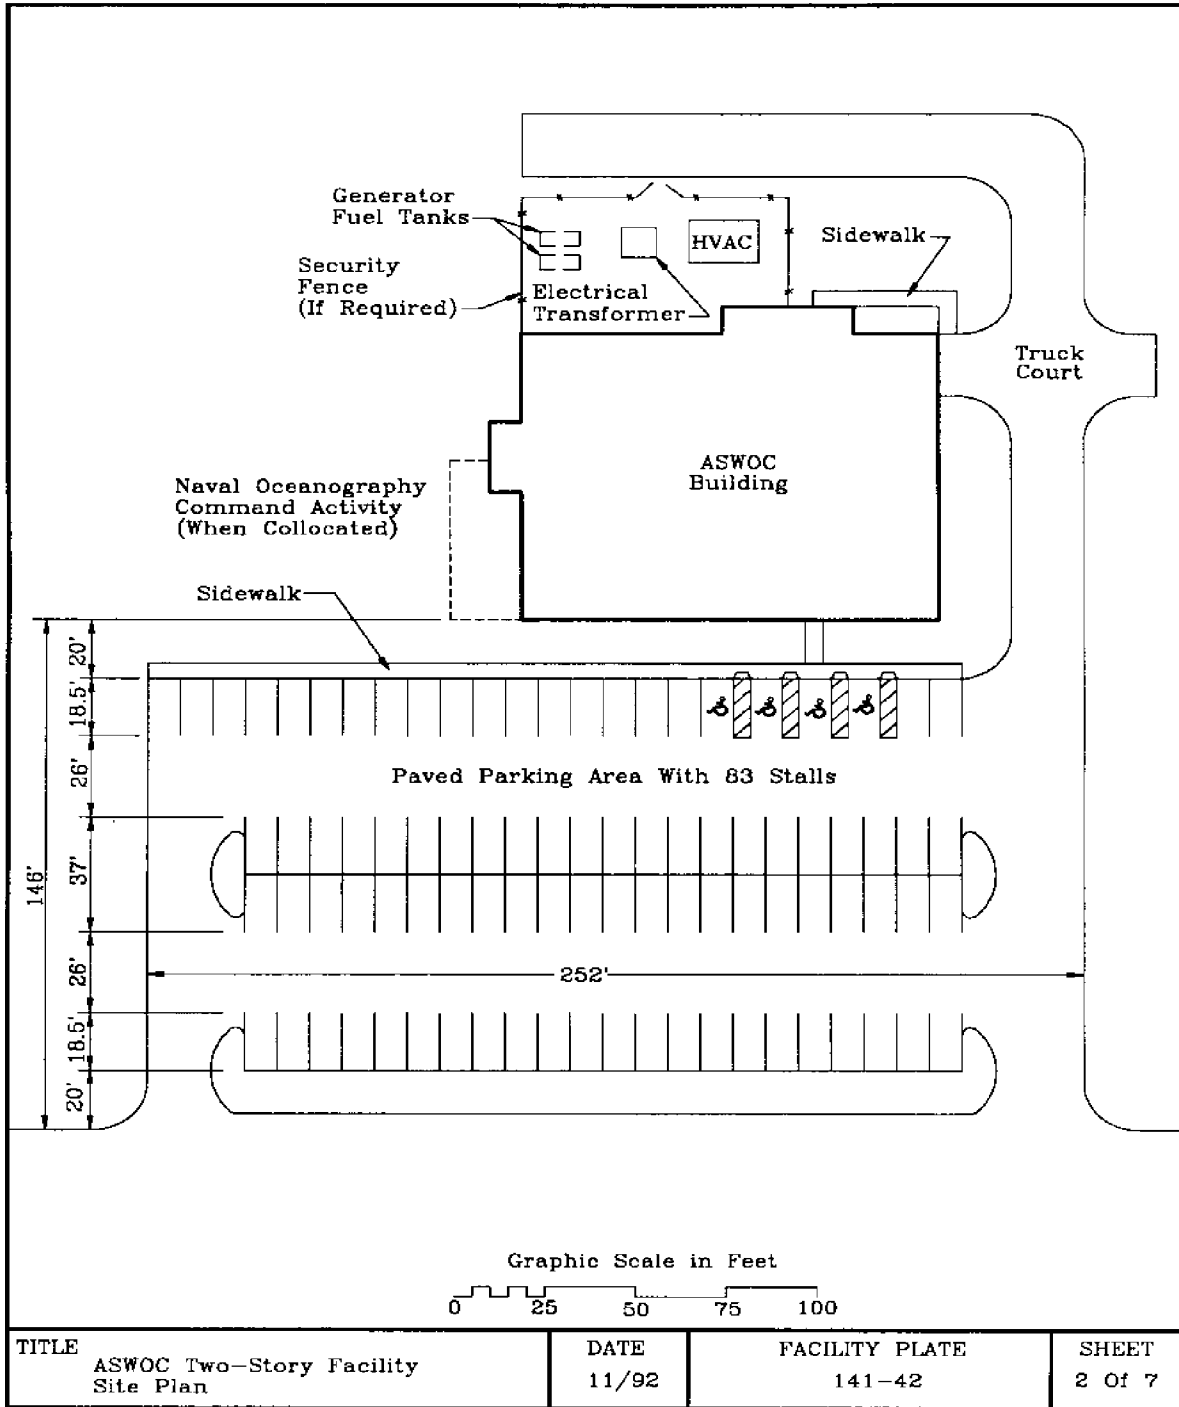 Generator
Fuel Tanks
HVAC
Sidewalk
Security
Fence
(If Required)
Electrical
Transformer
Truck
Court
ASWOC
Building
Naval Oceanography
Command Activity
(When Collocated)
Sidewalk
20'
18.5'
26'
Paved Parking Area With 83 Stalls
37'
146'
26'
252'
18.5'
20'
Graphic Scale in Feet
0 25 50 75 100
TITLE
ASWOC Two-Story Facility
Site Plan
DATE
11/92
FACILITY PLATE
141-42
SHEET
2 Of 7